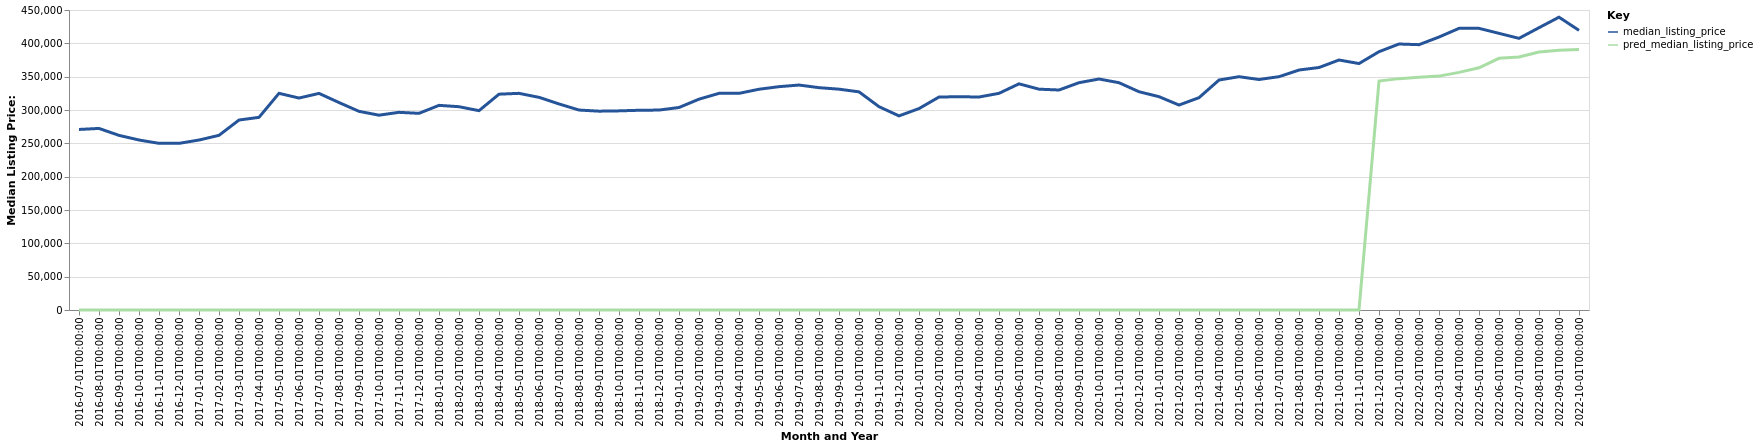 450,000
400,000
350,000
300,000
250,000
200,000
150,000
100,000
50,000
0
Median Listing Price:
2016-07-01T00:00:00
2016-08-01T00:00:00
2016-09-01T00:00:00
2016-10-01T00:00:00
2016-11-01T00:00:00
2016-12-01T00:00:00
2017-01-01T00:00:00
2017-02-01T00:00:00
2017-03-01T00:00:00
2017-04-01T00:00:00
2017-05-01T00:00:00
2017-06-01T00:00:00
2017-07-01T00:00:00
2017-08-01T00:00:00
2017-09-01T00:00:00
2017-10-01T00:00:00
2017-11-01T00:00:00
2017-12-01T00:00:00
2018-01-01T00:00:00
2018-02-01T00:00:00
2018-03-01T00:00:00
2018-04-01T00:00:00
2018-05-01T00:00:00
2018-06-01T00:00:00
2018-07-01T00:00:00
2018-08-01T00:00:00
2018-09-01T00:00:00
2018-10-01T00:00:00
2018-11-01T00:00:00
2018-12-01T00:00:00
2019-01-01T00:00:00
2019-02-01T00:00:00
2019-03-01T00:00:00
2019-04-01T00:00:00
2019-05-01T00:00:00
2019-06-01T00:00:00
2019-07-01T00:00:00
2019-08-01T00:00:00
2019-09-01T00:00:00
2019-10-01T00:00:00
2019-11-01T00:00:00
2019-12-01T00:00:00
2020-01-01T00:00:00
2020-02-01T00:00:00
2020-03-01T00:00:00
2020-04-01T00:00:00
2020-05-01T00:00:00
2020-06-01T00:00:00
2020-07-01T00:00:00
2020-08-01T00:00:00
2020-09-01T00:00:00
2020-10-01T00:00:00
2020-11-01T00:00:00
2020-12-01T00:00:00
2021-01-01T00:00:00
2021-02-01T00:00:00
2021-03-01T00:00:00
2021-04-01T00:00:00
2021-05-01T00:00:00
2021-06-01T00:00:00
2021-07-01T00:00:00
2021-08-01T00:00:00
2021-09-01T00:00:00
2021-10-01T00:00:00
2021-11-01T00:00:00
2021-12-01T00:00:00
2022-01-01T00:00:00
2022-02-01T00:00:00
2022-03-01T00:00:00
2022-04-01T00:00:00
2022-05-01T00:00:00
2022-06-01T00:00:00
2022-07-01T00:00:00
2022-08-01T00:00:00
2022-09-01T00:00:00
2022-10-01T00:00:00
Month and Year
Key
median_listing_price
pred_median_listing_price